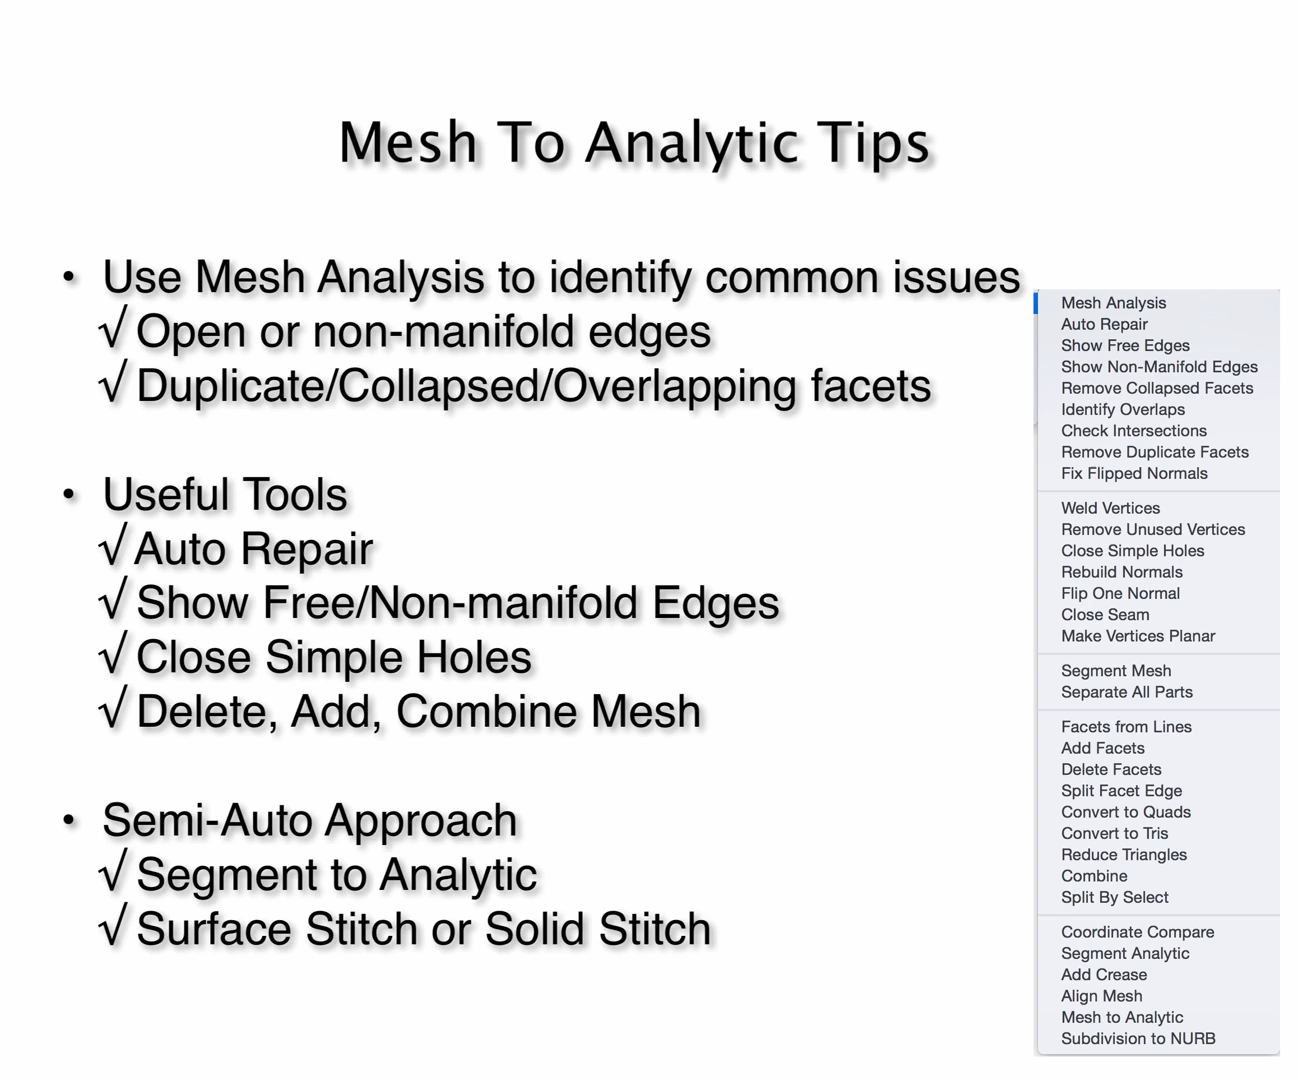 Mesh To Analytic Tips
• Use Mesh Analysis to identify common issues
√ Open or non-manifold edges
√ Duplicate/Collapsed/Overlapping facets
• Useful Tools
√ Auto Repair
√ Show Free/Non-manifold Edges
√ Close Simple Holes
√ Delete, Add, Combine Mesh
• Semi-Auto Approach
√ Segment to Analytic
√ Surface Stitch or Solid Stitch
Mesh Analysis
Auto Repair
Show Free Edges
Show Non-Manifold Edges
Remove Collapsed Facets
Identify Overlaps
Check Intersections
Remove Duplicate Facets
Fix Flipped Normals
Weld Vertices
Remove Unused Vertices
Close Simple Holes
Rebuild Normals
Flip One Normal
Close Seam
Make Vertices Planar
Segment Mesh
Separate All Parts
Facets from Lines
Add Facets
Delete Facets
Split Facet Edge
Convert to Quads
Convert to Tris
Reduce Triangles
Combine
Split By Select
Coordinate Compare
Segment Analytic
Add Crease
Align Mesh
Mesh to Analytic
Subdivision to NURB